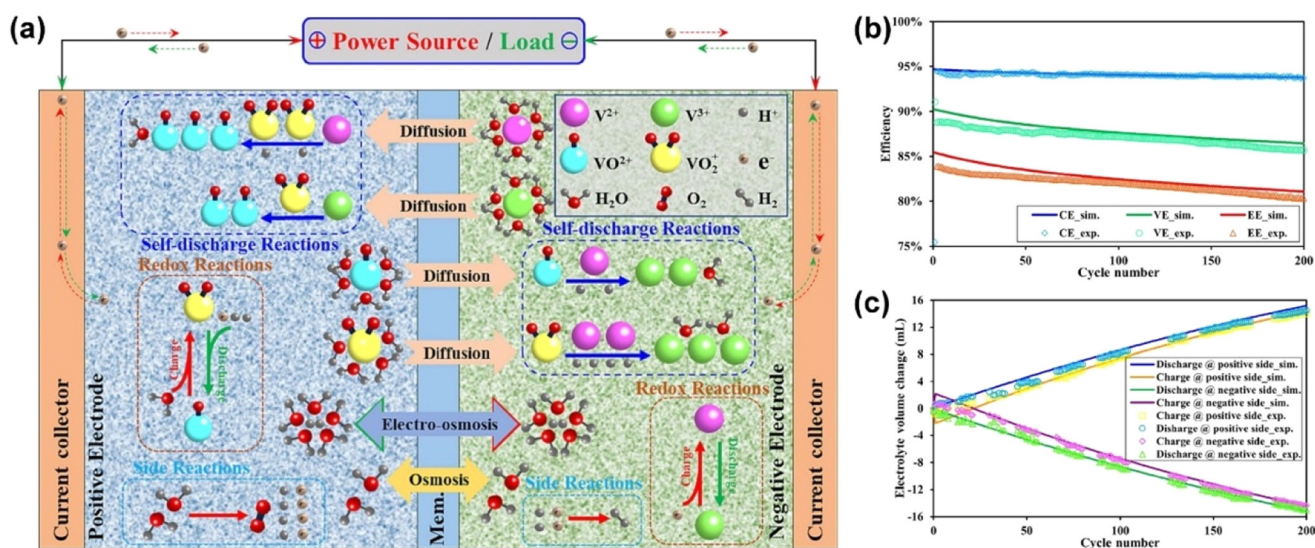 (a)
⊕ Power Source / Load ⊖
Diffusion
V²⁺
V³⁺
H⁺
VO²⁺
VO₂⁺
e⁻
H₂O
O₂
H₂
Diffusion
Self-discharge Reactions
Self-discharge Reactions
Redox Reactions
Diffusion
Charge
Discharge
Diffusion
Redox Reactions
Electro-osmosis
Charge
Discharge
Side Reactions
Osmosis
Side Reactions
Current collector
Positive Electrode
Mem.
Negative Electrode
Current collector
e⁻
e⁻
e⁻
e⁻
(b)
100%
95%
90%
85%
80%
75%
Efficiency
CE_sim.
VE_sim.
EE_sim.
CE_exp.
VE_exp.
EE_exp.
0
50
100
150
200
Cycle number
(c)
16
12
8
4
0
-4
-8
-12
-16
Electrolyte volume change (mL)
Discharge @ positive side_sim.
Charge @ positive side_sim.
Discharge @ negative side_sim.
Charge @ negative side_sim.
Charge @ positive side_exp.
Disharge @ positive side_exp.
Charge @ negative side_exp.
Discharge @ negative side_exp.
0
50
100
150
200
Cycle number